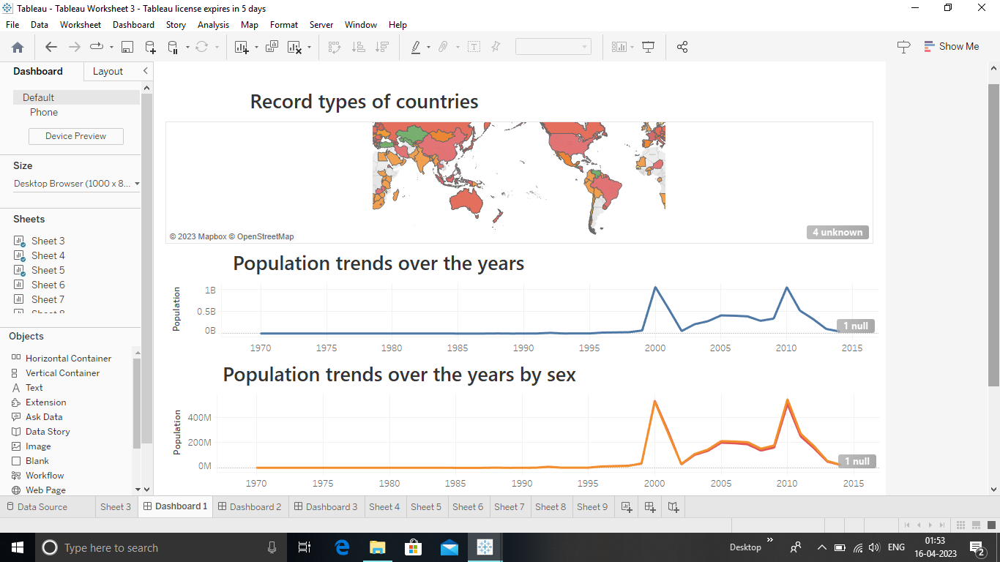 Tableau - Tableau Worksheet 3 - Tableau license expires in 5 days
File Data Worksheet Dashboard Story Analysis Map Format Server Window Help
Show Me
Dashboard Layout
Default
Phone
Device Preview
Size
Desktop Browser (1000 x 8...
Sheets
Sheet 3
Sheet 4
Sheet 5
Sheet 6
Sheet 7
Sheet 8
Objects
Horizontal Container
Vertical Container
Text
Extension
Ask Data
Data Story
Image
Blank
Workflow
Web Page
Record types of countries
© 2023 Mapbox © OpenStreetMap
4 unknown
Population trends over the years
Population
1B
0.5B
0B
1 null
1970 1975 1980 1985 1990 1995 2000 2005 2010 2015
Population trends over the years by sex
Population
400M
200M
0M
1 null
1970 1975 1980 1985 1990 1995 2000 2005 2010 2015
Data Source Sheet 3 Dashboard 1 Dashboard 2 Dashboard 3 Sheet 4 Sheet 5 Sheet 6 Sheet 7 Sheet 8 Sheet 9
Type here to search
Desktop
ENG
01:53
16-04-2023
2